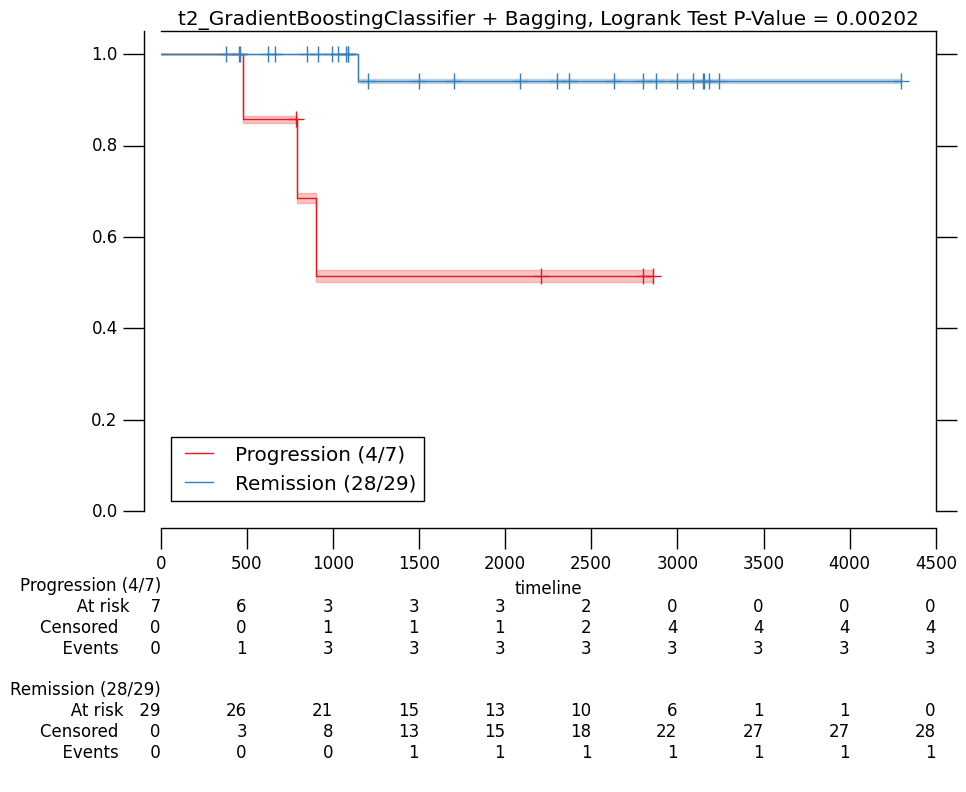 t2_GradientBoostingClassifier + Bagging, Logrank Test P-Value = 0.00202
1.0
0.8
0.6
0.4
0.2
0.0
Progression (4/7)
Remission (28/29)
0 500 1000 1500 2000 2500 3000 3500 4000 4500
timeline
Progression (4/7)
At risk 7 6 3 3 3 2 0 0 0 0
Censored 0 0 1 1 1 2 4 4 4 4
Events 0 1 3 3 3 3 3 3 3 3
Remission (28/29)
At risk 29 26 21 15 13 10 6 1 1 0
Censored 0 3 8 13 15 18 22 27 27 28
Events 0 0 0 1 1 1 1 1 1 1